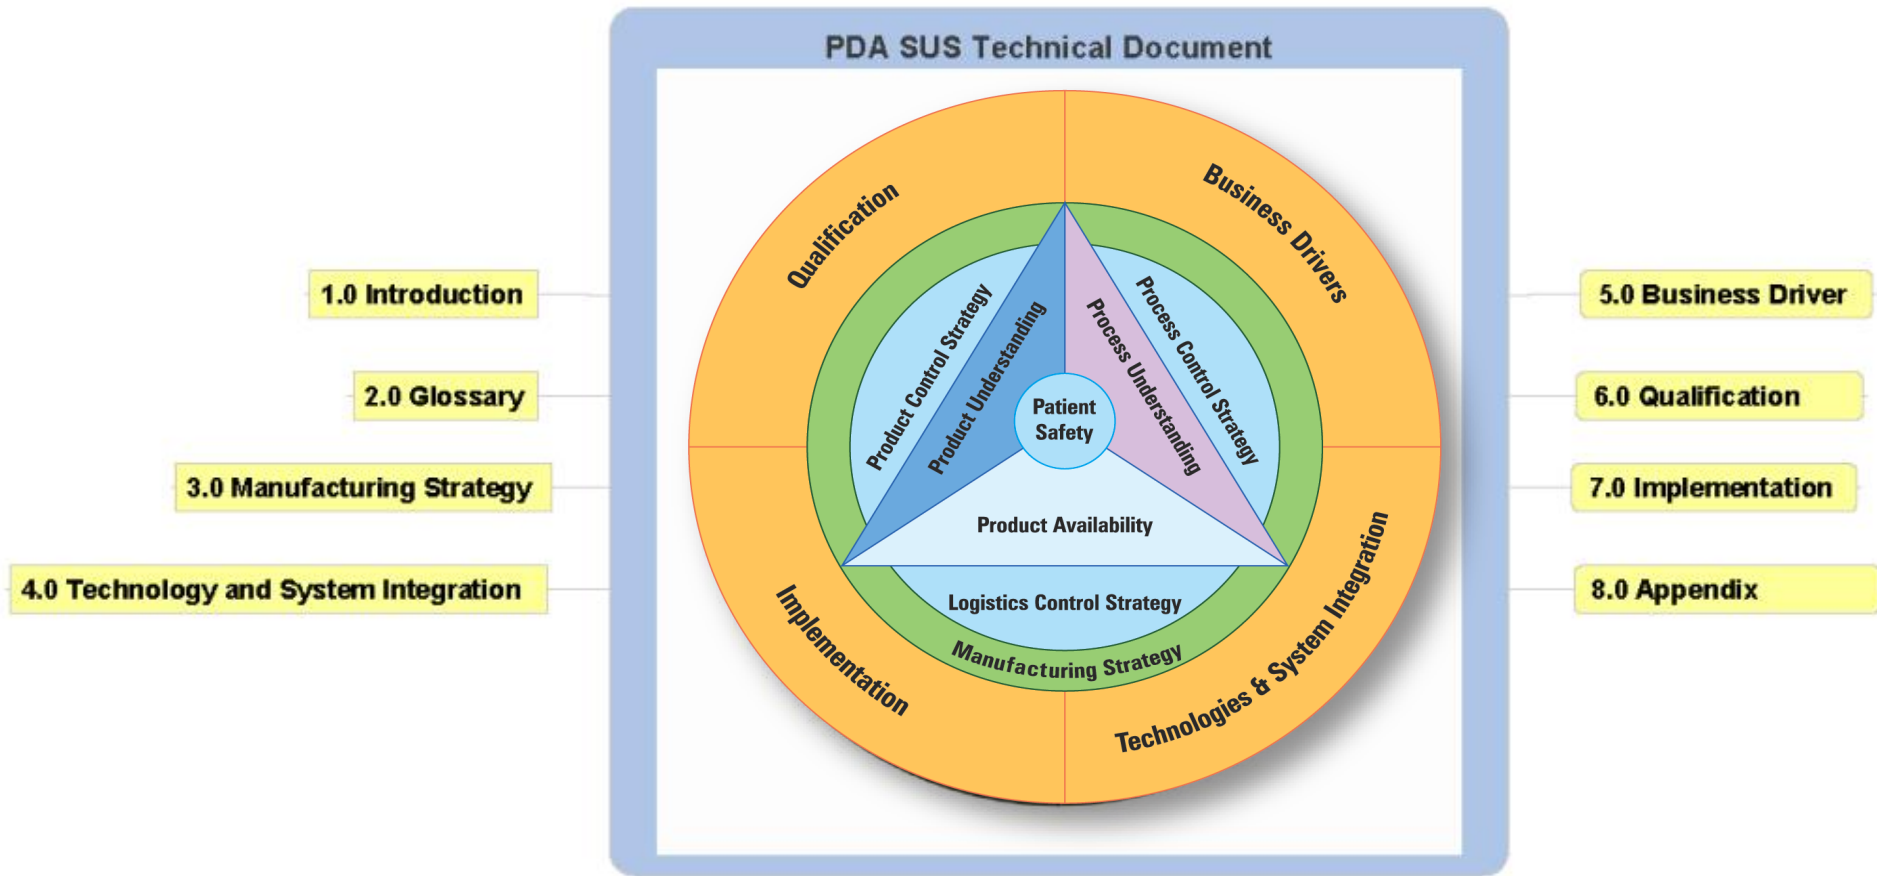 PDA SUS Technical Document
1.0 Introduction
2.0 Glossary
3.0 Manufacturing Strategy
4.0 Technology and System Integration
Qualification
Business Drivers
Product Control Strategy
Product Understanding
Process Understanding
Process Control Strategy
Patient
Safety
Product Availability
Logistics Control Strategy
Manufacturing Strategy
Implementation
Technologies & System Integration
5.0 Business Driver
6.0 Qualification
7.0 Implementation
8.0 Appendix